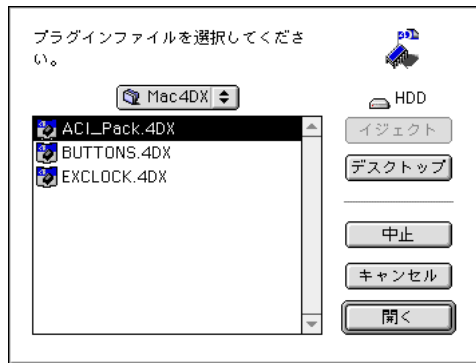 プラグインファイルを選択してくださ
い。
Mac4DX
HDD
ACI_Pack.4DX
BUTTONS.4DX
EXCLOCK.4DX
イジェクト
デスクトップ
中止
キャンセル
開く